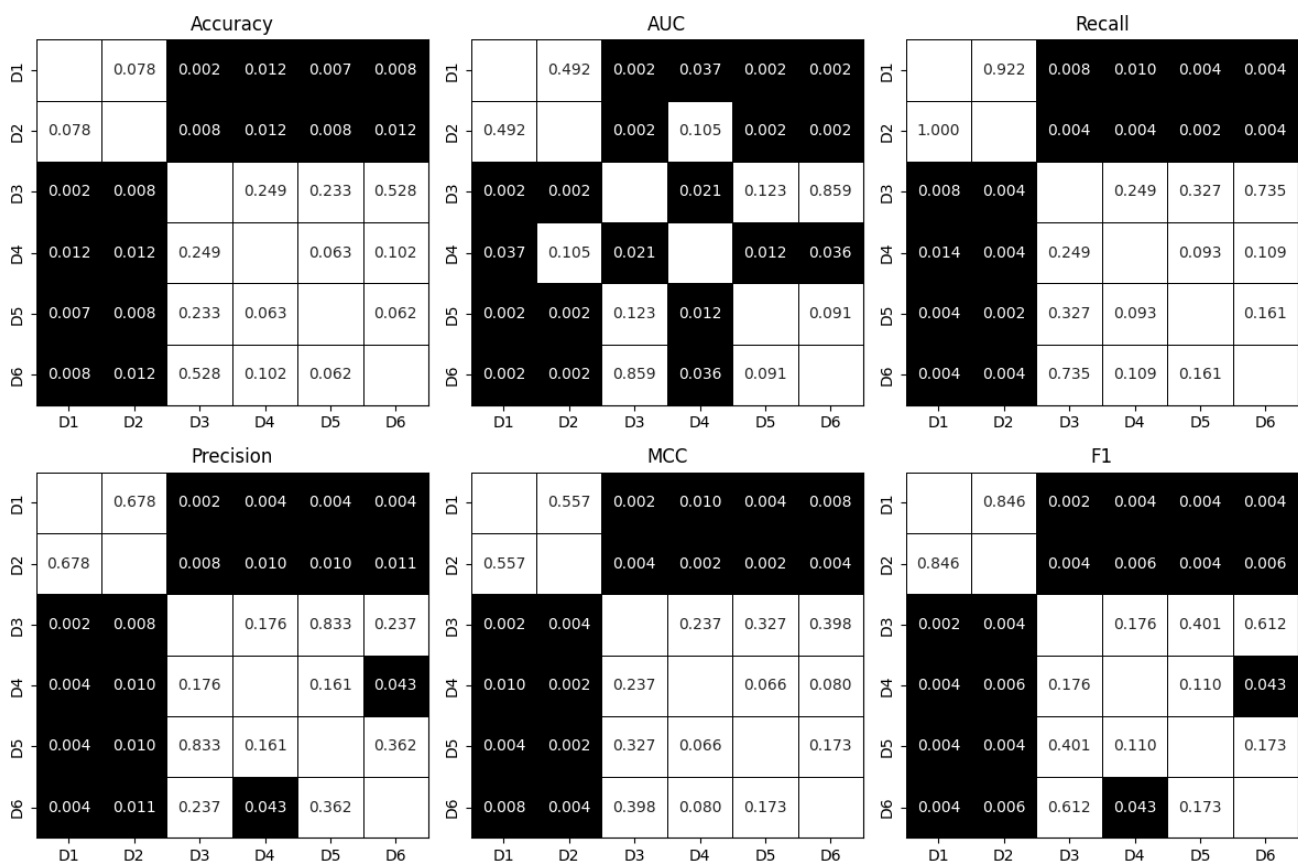 Accuracy AUC Recall
D1 0.078 0.002 0.012 0.007 0.008 0.492 0.002 0.037 0.002 0.002 D1 0.922 0.008 0.010 0.004 0.004
D2 0.078 0.008 0.012 0.008 0.012 D2 0.492 0.002 0.105 0.002 0.002 D2 1.000 0.004 0.004 0.002 0.004
D3 0.002 0.008 0.249 0.233 0.528 D3 0.002 0.002 0.021 0.123 0.859 D3 0.008 0.004 0.249 0.327 0.735
D4 0.012 0.012 0.249 0.063 0.102 D4 0.037 0.105 0.021 0.012 0.036 D4 0.014 0.004 0.249 0.093 0.109
D5 0.007 0.008 0.233 0.063 0.062 D5 0.002 0.002 0.123 0.012 0.091 D5 0.004 0.002 0.327 0.093 0.161
D6 0.008 0.012 0.528 0.102 0.062 D6 0.002 0.002 0.859 0.036 0.091 D6 0.004 0.004 0.735 0.109 0.161
D1 D2 D3 D4 D5 D6 D1 D2 D3 D4 D5 D6 D1 D2 D3 D4 D5 D6
Precision MCC F1
D1 0.678 0.002 0.004 0.004 0.004 D1 0.557 0.002 0.010 0.004 0.008 D1 0.846 0.002 0.004 0.004 0.004
D2 0.678 0.008 0.010 0.010 0.011 D2 0.557 0.004 0.002 0.002 0.004 D2 0.846 0.004 0.006 0.004 0.006
D3 0.002 0.008 0.176 0.833 0.237 D3 0.002 0.004 0.237 0.327 0.398 D3 0.002 0.004 0.176 0.401 0.612
D4 0.004 0.010 0.176 0.161 0.043 D4 0.010 0.002 0.237 0.066 0.080 D4 0.004 0.006 0.176 0.110 0.043
D5 0.004 0.010 0.833 0.161 0.362 D5 0.004 0.002 0.327 0.066 0.173 D5 0.004 0.004 0.401 0.110 0.173
D6 0.004 0.011 0.237 0.043 0.362 D6 0.008 0.004 0.398 0.080 0.173 D6 0.004 0.006 0.612 0.043 0.173
D1 D2 D3 D4 D5 D6 D1 D2 D3 D4 D5 D6 D1 D2 D3 D4 D5 D6